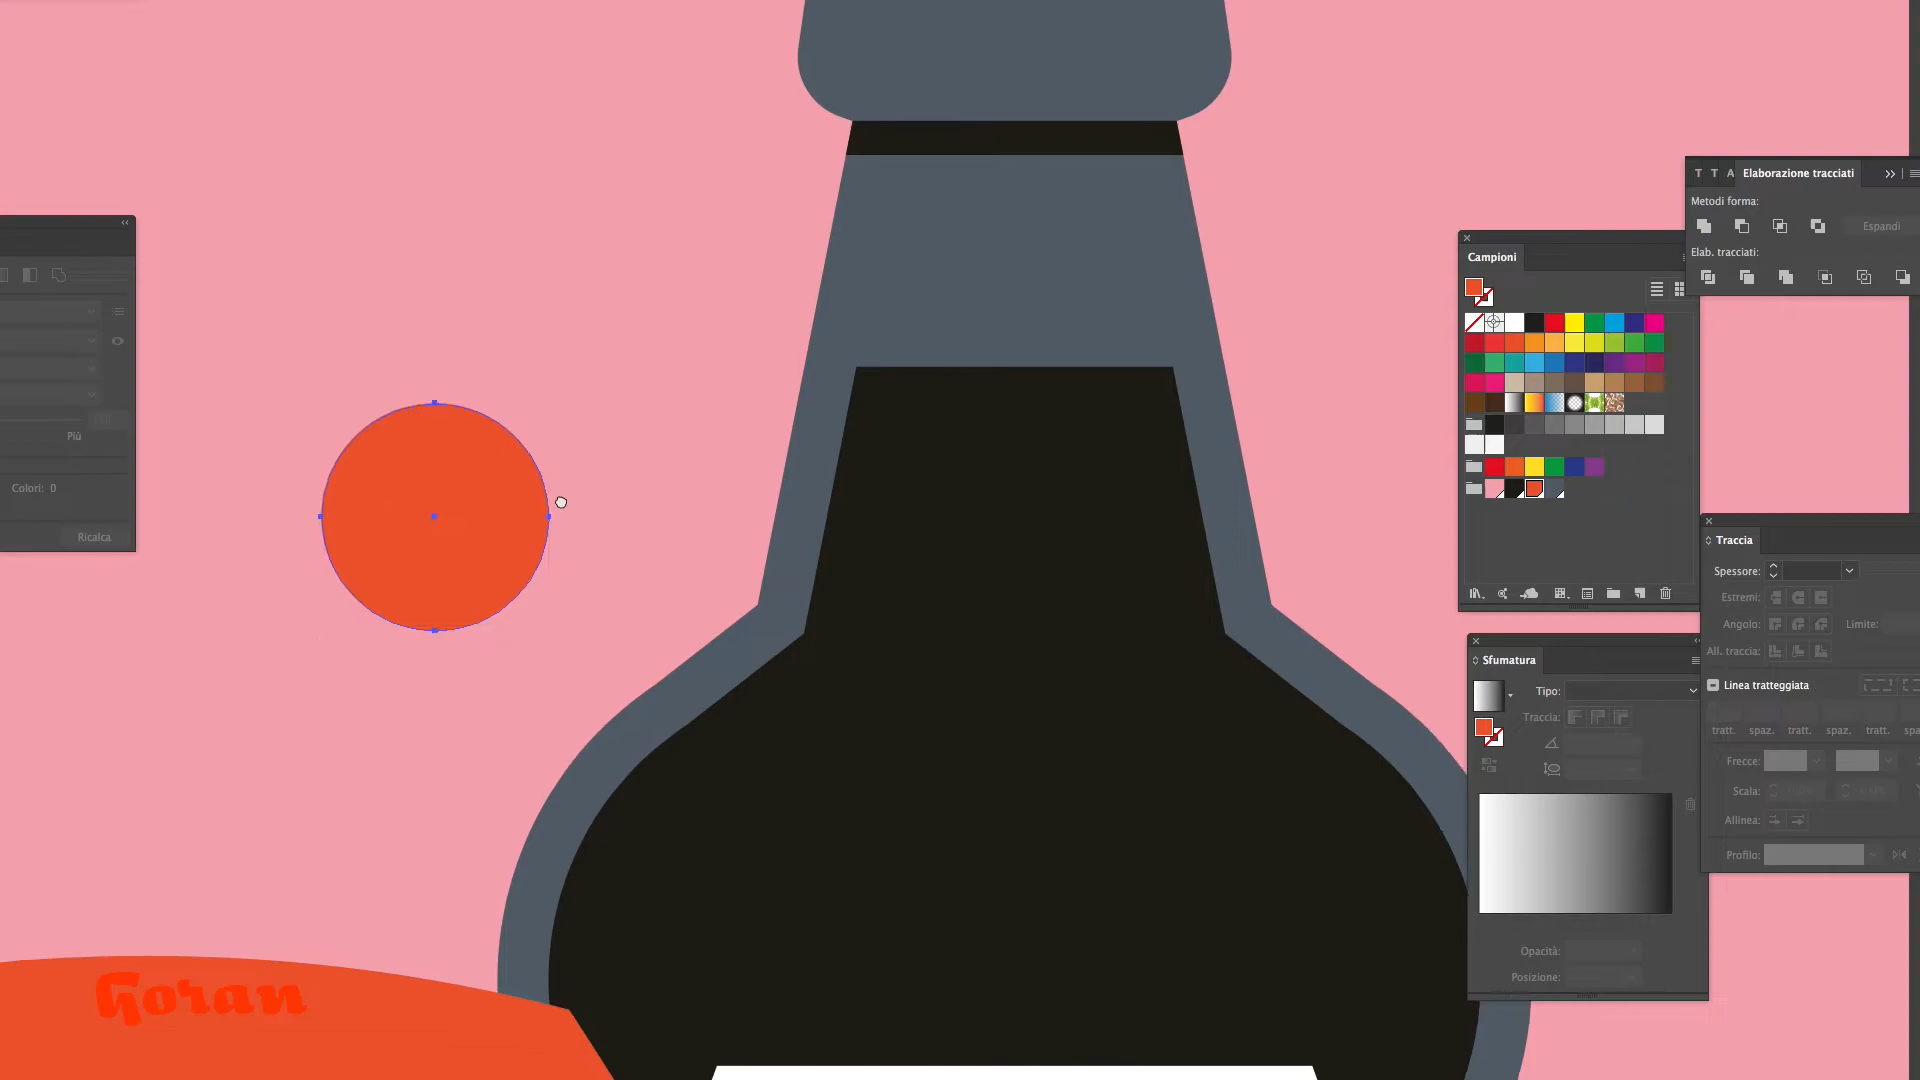 T T A Elaborazione tracciati
Metodi forma:
Espandi
Elab. tracciati:
Campioni
Più
Colori: 0
Ricalca
Traccia
Spessore:
Estremi:
Angolo: Limite:
All. traccia:
Linea tratteggiata
tratt. spaz. tratt. spaz. tratt. spa
Frecce:
Scala:
Allinea:
Profilo:
Sfumatura
Tipo:
Traccia:
Opacità:
Posizione:
Goran